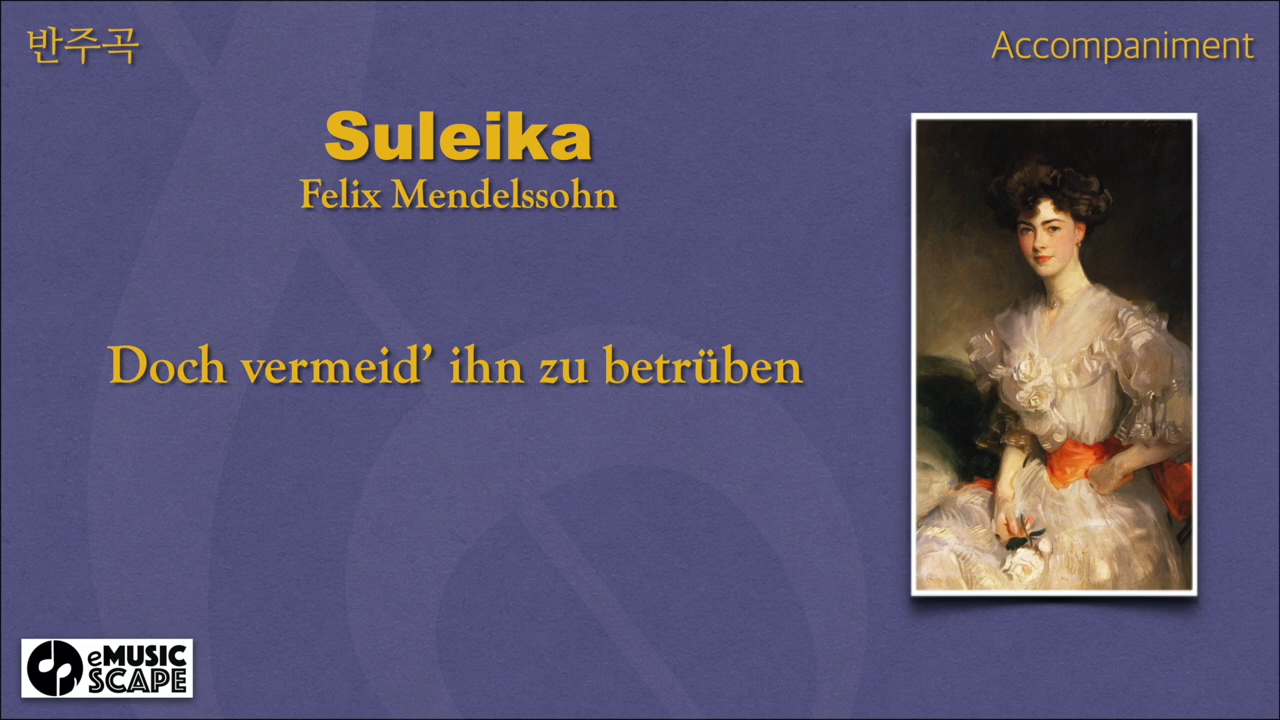 반주곡
Accompaniment
Suleika
Felix Mendelssohn
Doch vermeid’ ihn zu betrüben
eMUSIC
SCAPE